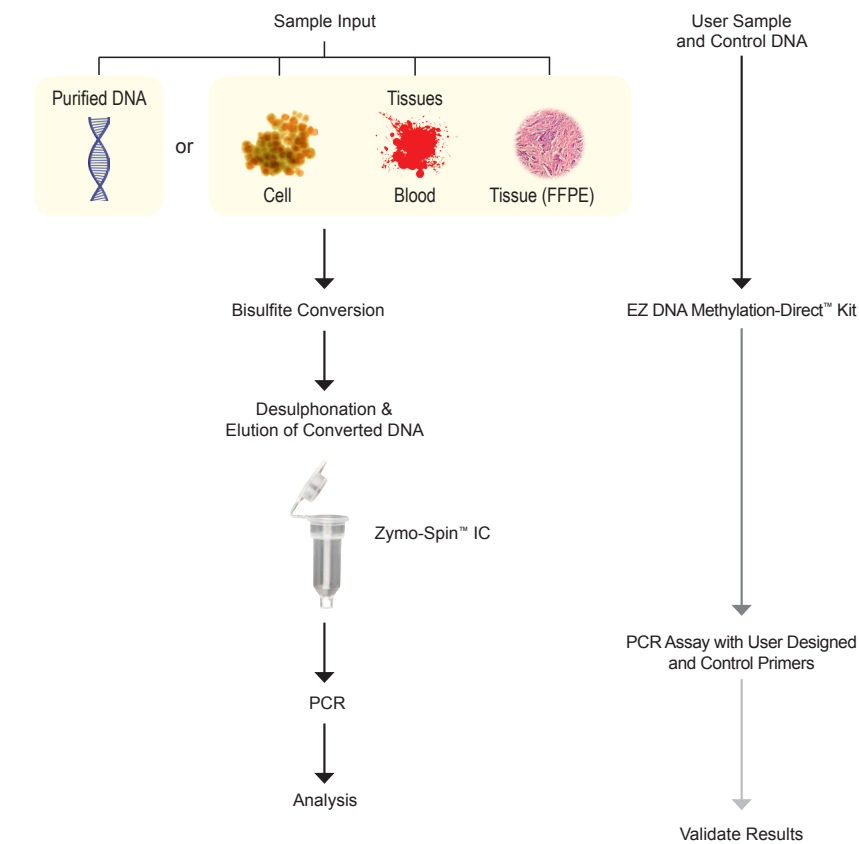 Sample Input
Purified DNA
or
Tissues
Cell
Blood
Tissue (FFPE)
Bisulfite Conversion
Desulphonation &
Elution of Converted DNA
Zymo-Spin™ IC
PCR
Analysis
User Sample
and Control DNA
EZ DNA Methylation-Direct™ Kit
PCR Assay with User Designed
and Control Primers
Validate Results